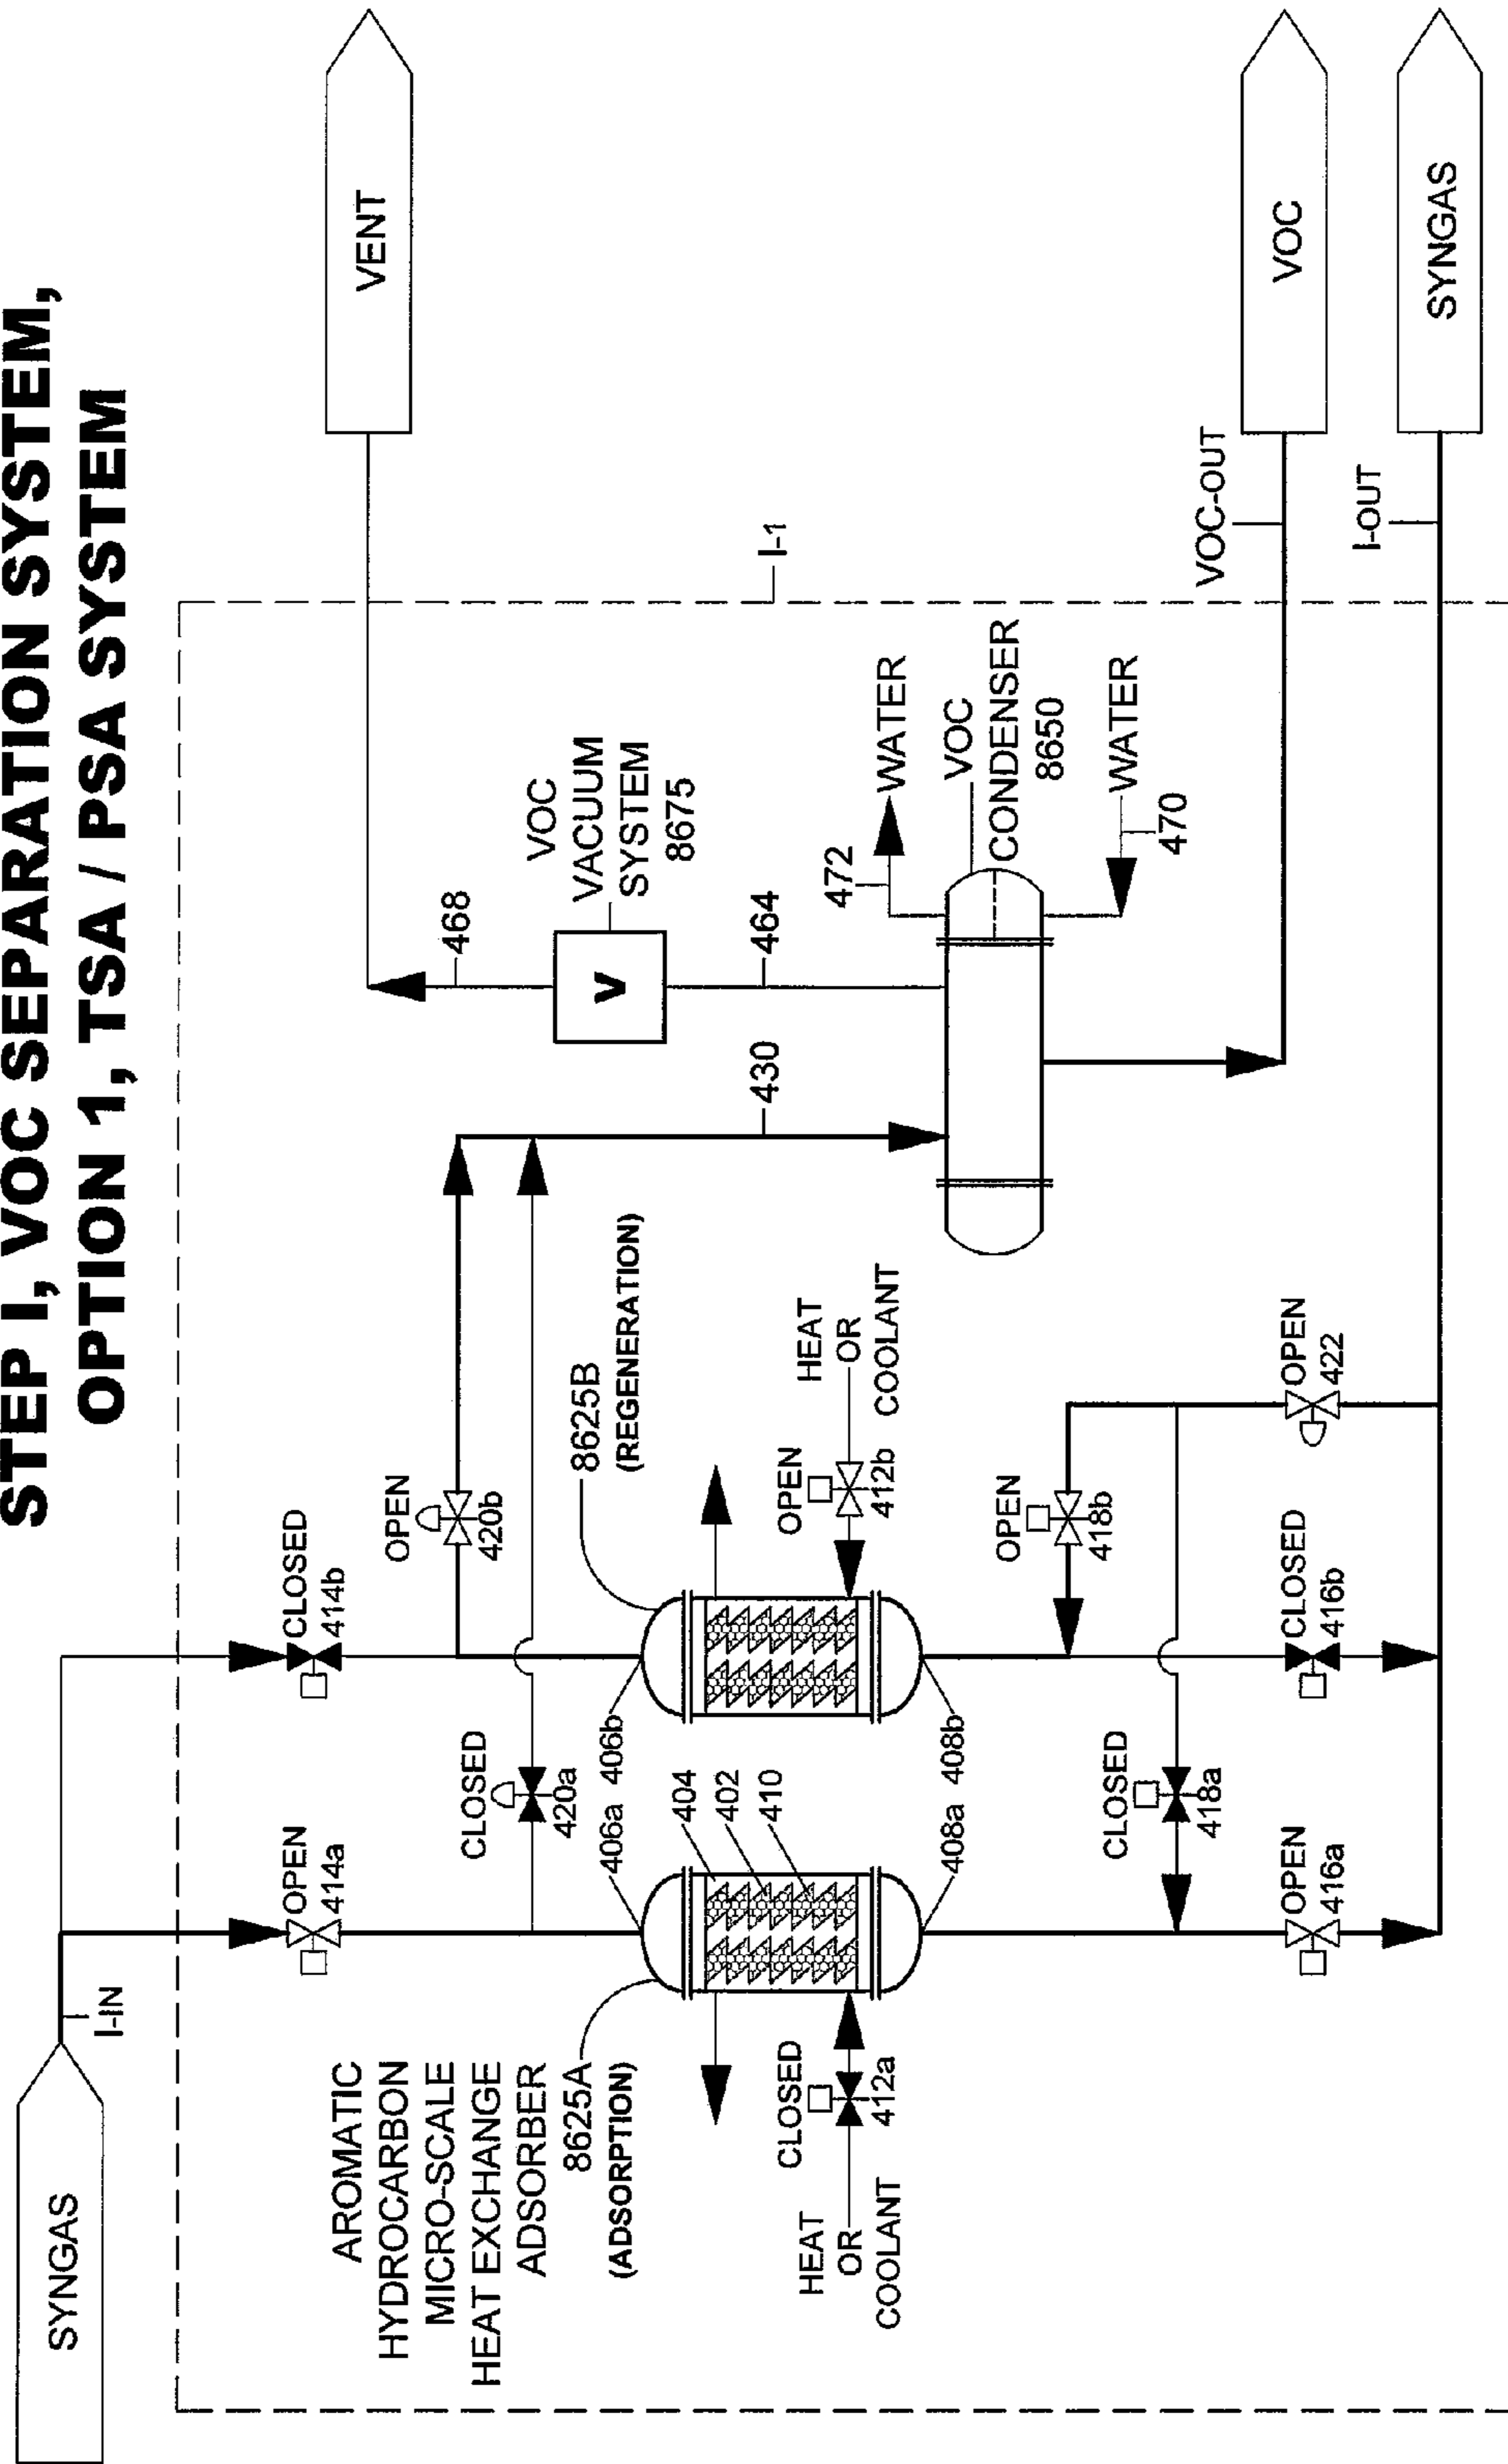 STEP I, VOC SEPARATION SYSTEM,
OPTION 1, TSA / PSA SYSTEM
SYNGAS
I-IN
VENT
OPEN
414a
CLOSED
414b
AROMATIC
HYDROCARBON
MICRO-SCALE
HEAT EXCHANGE
ADSORBER
8625A
(ADSORPTION)
CLOSED
420a
OPEN
420b
468
VOC
VACUUM
SYSTEM
8675
V
I-1
406a
406b
8625B
(REGENERATION)
430
464
404
402
410
HEAT
OR
COOLANT
CLOSED
412a
OPEN
412b
HEAT
OR
COOLANT
472
WATER
VOC
CONDENSER
8650
WATER
470
408a
408b
CLOSED
418a
OPEN
418b
OPEN
416a
CLOSED
416b
OPEN
422
VOC-OUT
VOC
I-OUT
SYNGAS